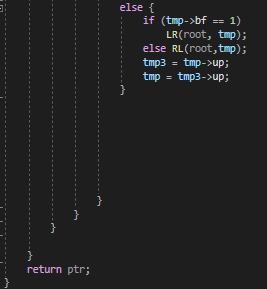 else {
if (tmp->bf == 1)
LR(root, tmp);
else RL(root,tmp);
tmp3 = tmp->up;
tmp = tmp3->up;
}
}
}
}
}
return ptr;
}